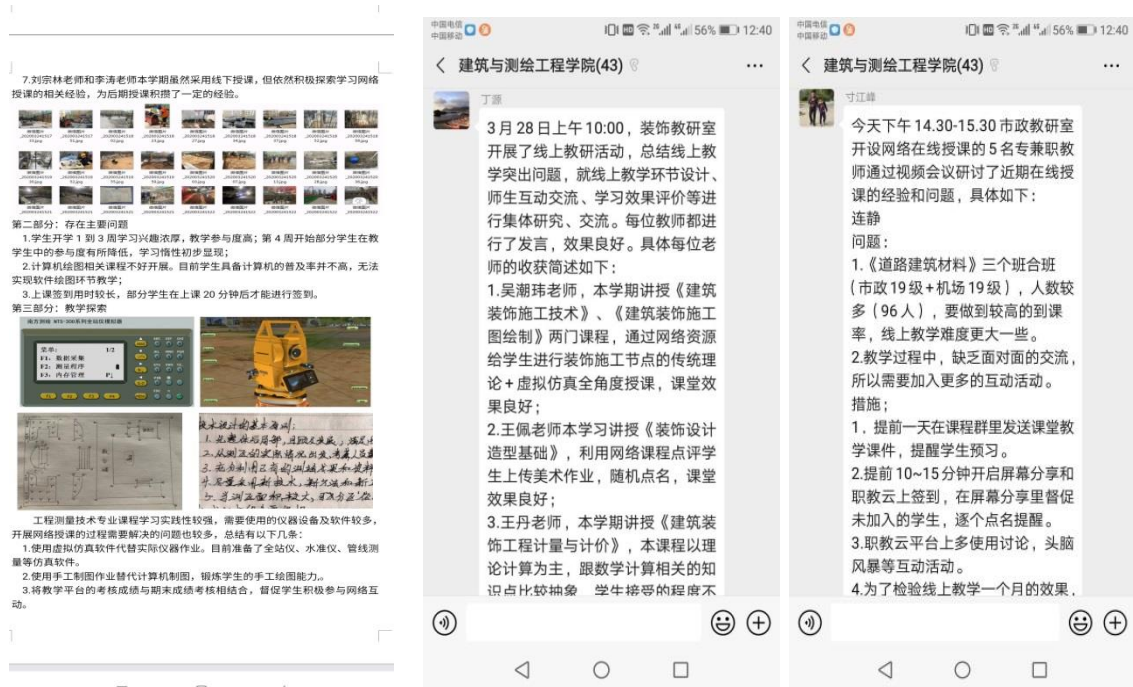 7.刘宗林老师和李涛老师本学期虽然采用线下授课，但依然积极探索学习网络
授课的相关经验，为后期授课积攒了一定的经验。
第二部分：存在主要问题
1.学生开学 1 到 3 周学习兴趣浓厚，教学参与度高；第 4 周开始部分学生在教
学生中的参与度有所降低，学习惰性初步显现；
2.计算机绘图相关课程不好开展。目前学生具备计算机的普及率并不高，无法
实现软件绘图环节教学；
3.上课签到用时较长，部分学生在上课 20 分钟后才能进行签到。
第三部分：教学探索
菜单： 1/2
F1：数据采集
F2：测量程序
F3：内存管理 P↓
工程测量技术专业课程学习实践性较强，需要使用的仪器设备及软件较多，
开展网络授课的过程需要解决的问题也较多，总结有以下几条：
1.使用虚拟仿真软件代替实际仪器作业。目前准备了全站仪、水准仪、管线测
量等仿真软件。
2.使用手工制图作业替代计算机制图，锻炼学生的手工绘图能力,。
3.将教学平台的考核成绩与期末成绩考核相结合，督促学生积极参与网络互
动。
中国电信
中国移动
56% 12:40
建筑与测绘工程学院(43)
丁源
3月28日上午10:00，装饰教研室
开展了线上教研活动，总结线上教
学突出问题，就线上教学环节设计、
师生互动交流、学习效果评价等进
行集体研究、交流。每位教师都进
行了发言，效果良好。具体每位老
师的收获简述如下：
1.吴潮玮老师，本学期讲授《建筑
装饰施工技术》、《建筑装饰施工
图绘制》两门课程，通过网络资源
给学生进行装饰施工节点的传统理
论+虚拟仿真全角度授课，课堂效
果良好；
2.王佩老师本学习讲授《装饰设计
造型基础》，利用网络课程点评学
生上传美术作业，随机点名，课堂
效果良好；
3.王丹老师，本学期讲授《建筑装
饰工程计量与计价》，本课程以理
论计算为主，跟数学计算相关的知
识点比较抽象，学生接受的程度不
中国电信
中国移动
56% 12:40
建筑与测绘工程学院(43)
寸江峰
今天下午14.30-15.30市政教研室
开设网络在线授课的5名专兼职教
师通过视频会议研讨了近期在线授
课的经验和问题，具体如下：
连静
问题：
1.《道路建筑材料》三个班合班
（市政19级+机场19级），人数较
多（96人），要做到较高的到课
率，线上教学难度更大一些。
2.教学过程中，缺乏面对面的交流，
所以需要加入更多的互动活动。
措施；
1，提前一天在课程群里发送课堂教
学课件，提醒学生预习。
2.提前10~15分钟开启屏幕分享和
职教云上签到，在屏幕分享里督促
未加入的学生，逐个点名提醒。
3.职教云平台上多使用讨论，头脑
风暴等互动活动。
4.为了检验线上教学一个月的效果，